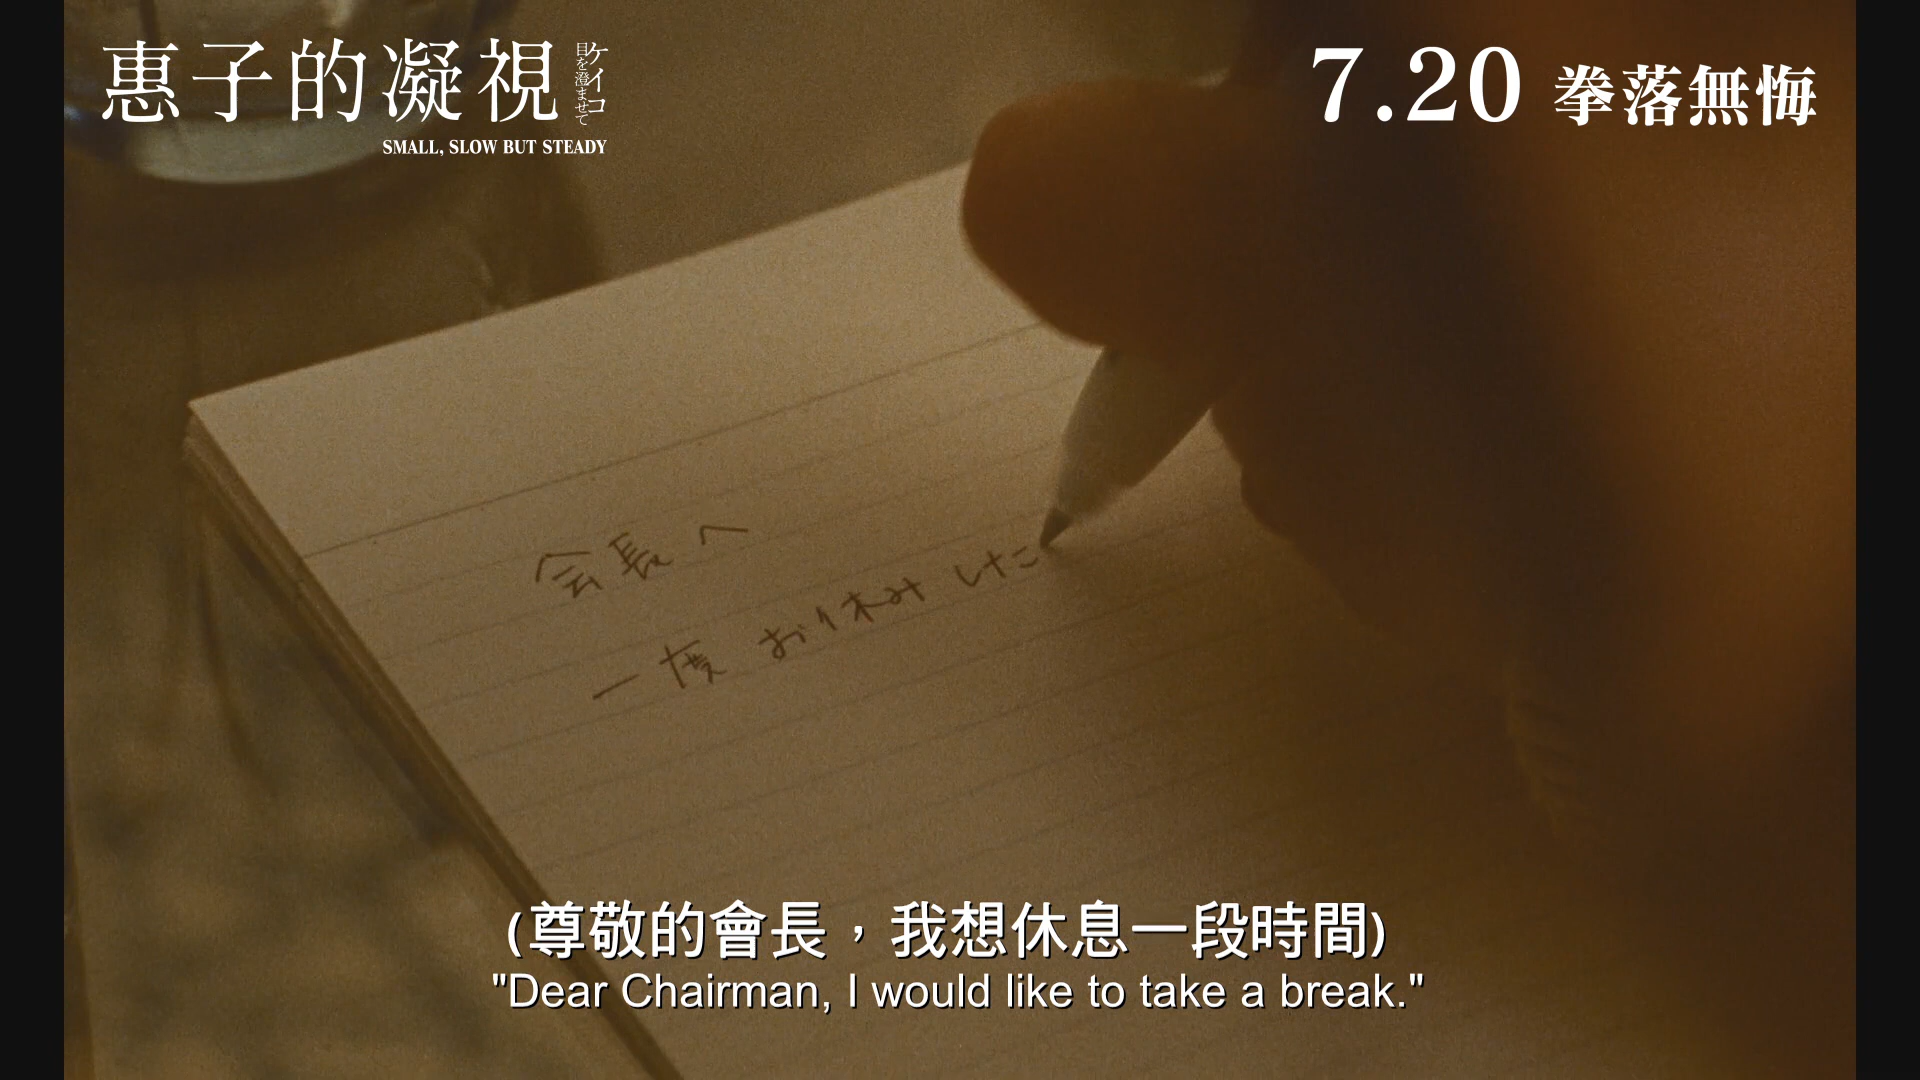 惠子的凝視
ケイコ
目を澄ませて
SMALL, SLOW BUT STEADY
7.20 拳落無悔
会長へ
一度 お休みした
(尊敬的會長，我想休息一段時間)
"Dear Chairman, I would like to take a break."